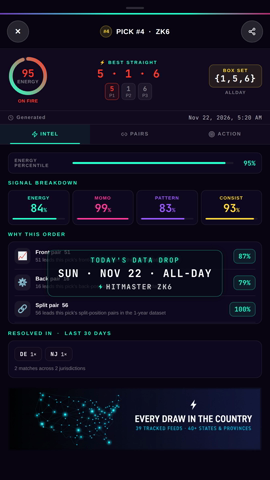 #4 PICK #4 · ZK6
95
ENERGY
ON FIRE
⚡ BEST STRAIGHT
5 · 1 · 6
5 1 6
P1 P2 P3
BOX SET
{1,5,6}
ALLDAY
Generated Nov 22, 2026, 5:28 AM
INTEL PAIRS ACTION
ENERGY PERCENTILE 95%
SIGNAL BREAKDOWN
ENERGY MOMO PATTERN CONSIST
84% 99% 83% 93%
WHY THIS ORDER
Front pair 51
87%
TODAY'S DATA DROP
SUN · NOV 22 · ALL-DAY
⚡ HITMASTER ZK6
Back
79%
Split pair 56
56 leads the pick's split-position pairs in the 1-year dataset
100%
RESOLVED IN · LAST 30 DAYS
DE 1× NJ 1×
2 matches across 2 jurisdictions
EVERY DRAW IN THE COUNTRY
39 TRACKED FEEDS · 40+ STATES & PROVINCES